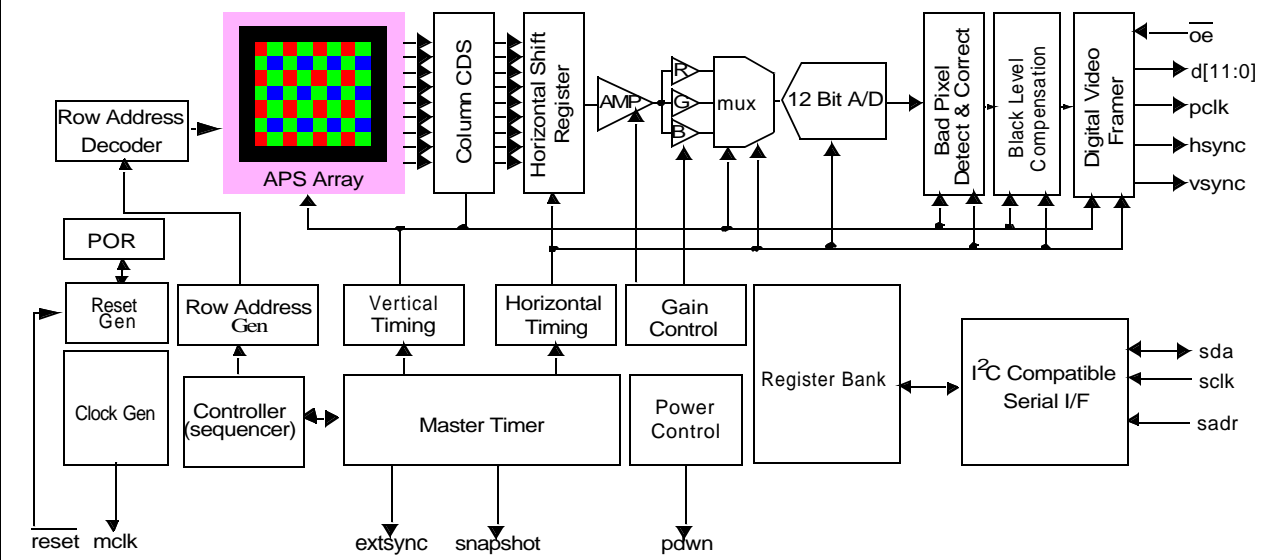 Row Address
Decoder
APS Array
Column CDS
Horizontal Shift
Register
AMP
R
G
B
mux
12 Bit A/D
Bad Pixel
Detect & Correct
Black Level
Compensation
Digital Video
Framer
oe
d[11:0]
pclk
hsync
vsync
POR
Reset
Gen
Row Address
Gen
Vertical
Timing
Horizontal
Timing
Gain
Control
Register Bank
I²C Compatible
Serial I/F
sda
sclk
sadr
Clock Gen
Controller
(sequencer)
Master Timer
Power
Control
reset
mclk
extsync
snapshot
pdwn